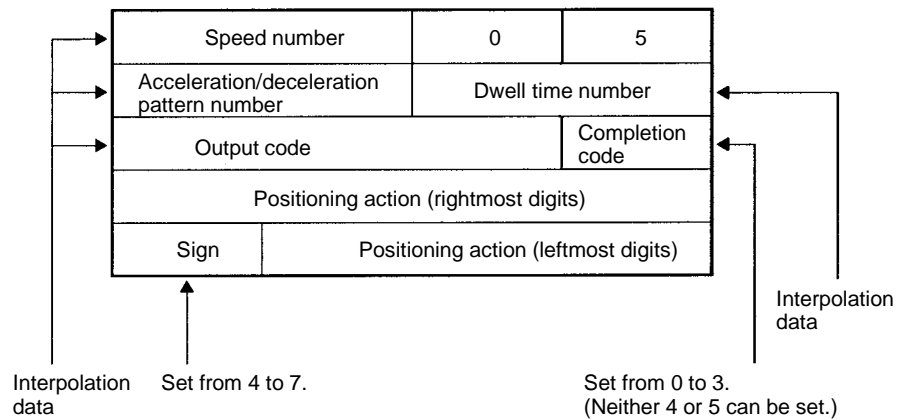 Speed number 0 5
Acceleration/deceleration
pattern number
Dwell time number
Output code
Completion
code
Positioning action (rightmost digits)
Sign Positioning action (leftmost digits)
Interpolation
data
Interpolation
data
Set from 4 to 7.
Set from 0 to 3.
(Neither 4 or 5 can be set.)